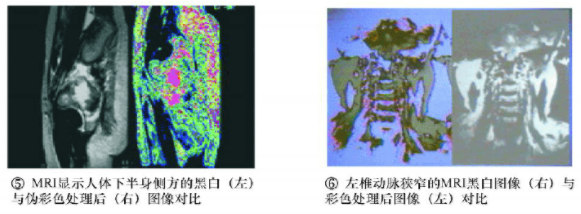 ⑤ MRI显示人体下半身侧方的黑白（左）
与伪彩色处理后（右）图像对比
⑥ 左椎动脉狭窄的MRI黑白图像（右）与
彩色处理后图像（左）对比